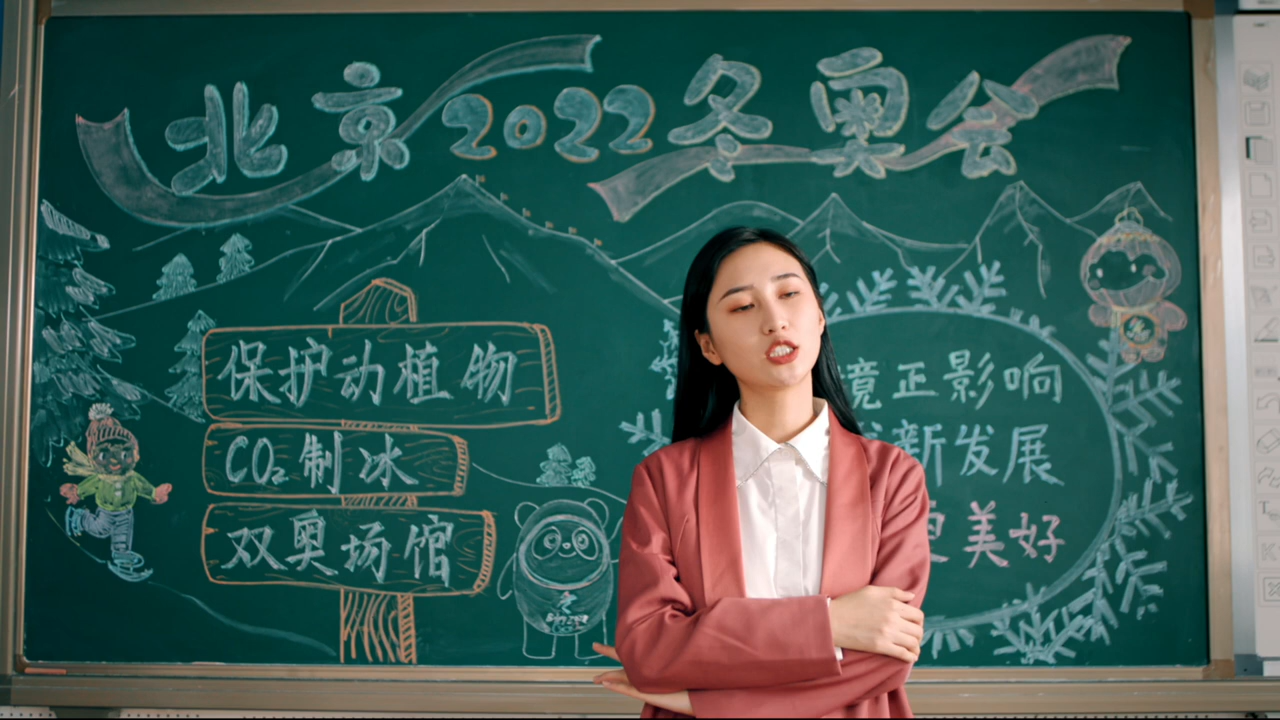 北京2022冬奥会
保护动植物
CO₂制冰
双奥场馆
境正影响
新发展
美好